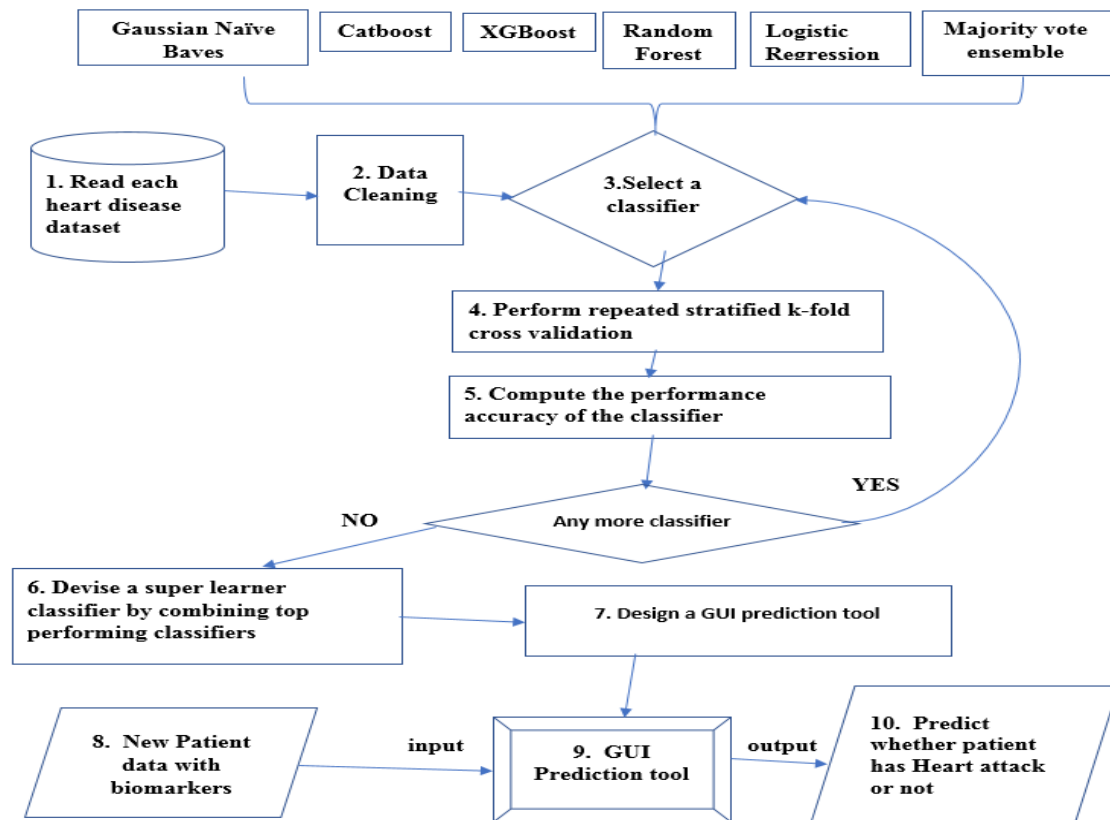 Gaussian Naïve
Baves
Catboost
XGBoost
Random
Forest
Logistic
Regression
Majority vote
ensemble
1. Read each
heart disease
dataset
2. Data
Cleaning
3.Select a
classifier
4. Perform repeated stratified k-fold
cross validation
5. Compute the performance
accuracy of the classifier
YES
NO
Any more classifier
6. Devise a super learner
classifier by combining top
performing classifiers
7. Design a GUI prediction tool
8. New Patient
data with
biomarkers
input
9. GUI
Prediction tool
output
10. Predict
whether patient
has Heart attack
or not